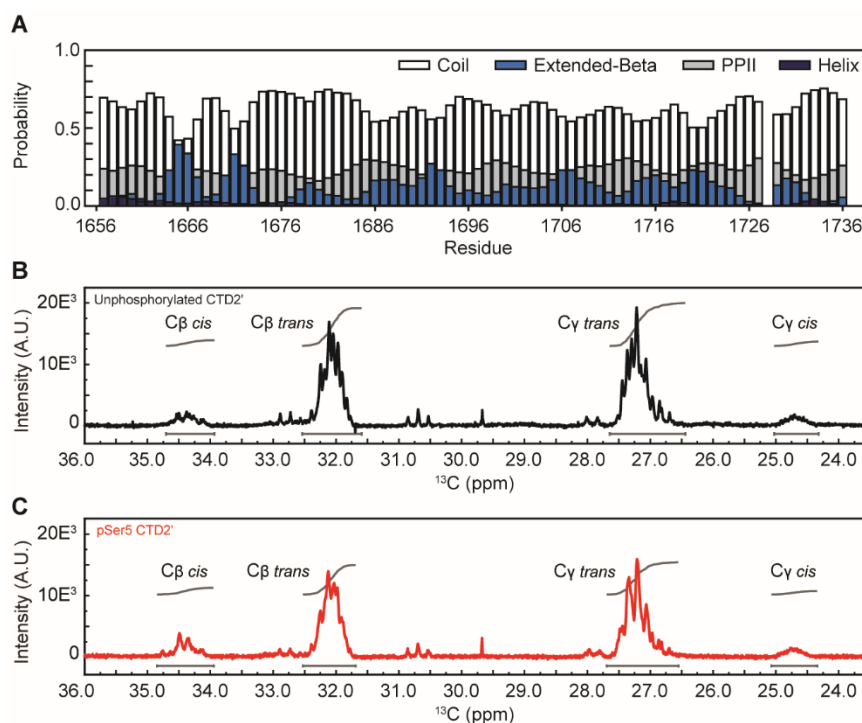 A
1.0
Coil Extended-Beta PPII Helix
Probability
0.5
0.0
1656 1666 1676 1686 1696 1706 1716 1726 1736
Residue
B
Unphosphorylated CTD2'
20E³
Cβ cis Cβ trans Cγ trans Cγ cis
Intensity (A.U.)
10E³
0
36.0 35.0 34.0 33.0 32.0 31.0 30.0 29.0 28.0 27.0 26.0 25.0 24.0
¹³C (ppm)
C
pSer5 CTD2'
20E³
Cβ cis Cβ trans Cγ trans Cγ cis
Intensity (A.U.)
10E³
0
36.0 35.0 34.0 33.0 32.0 31.0 30.0 29.0 28.0 27.0 26.0 25.0 24.0
¹³C (ppm)